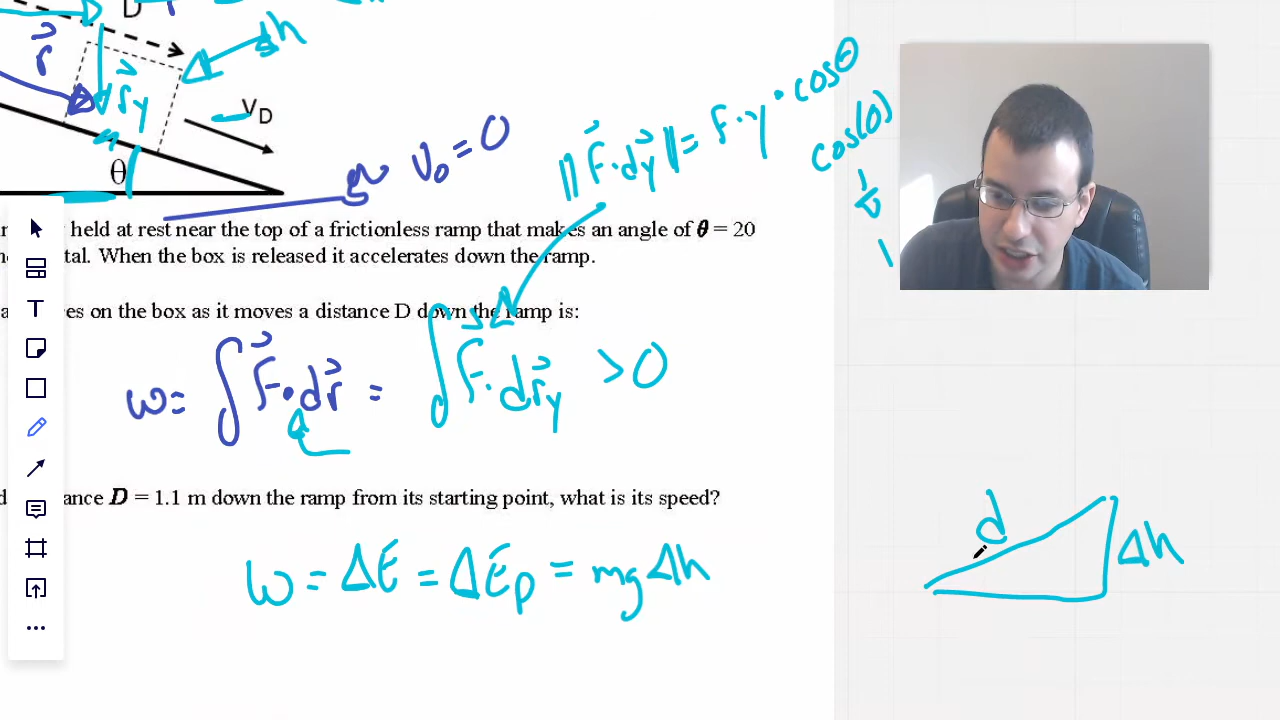 D
Δh
r
r_y
V_D
θ
V_0 = 0
||F·dy|| = F·y·cosθ
cos(0)
1
held at rest near the top of a frictionless ramp that makes an angle of θ = 20
tal. When the box is released it accelerates down the ramp.
es on the box as it moves a distance D down the ramp is:
W = ∫ F·dr = ∫ F·dr_y > 0
ance D = 1.1 m down the ramp from its starting point, what is its speed?
W = ΔE = ΔE_p = mgΔh
d
Δh
T